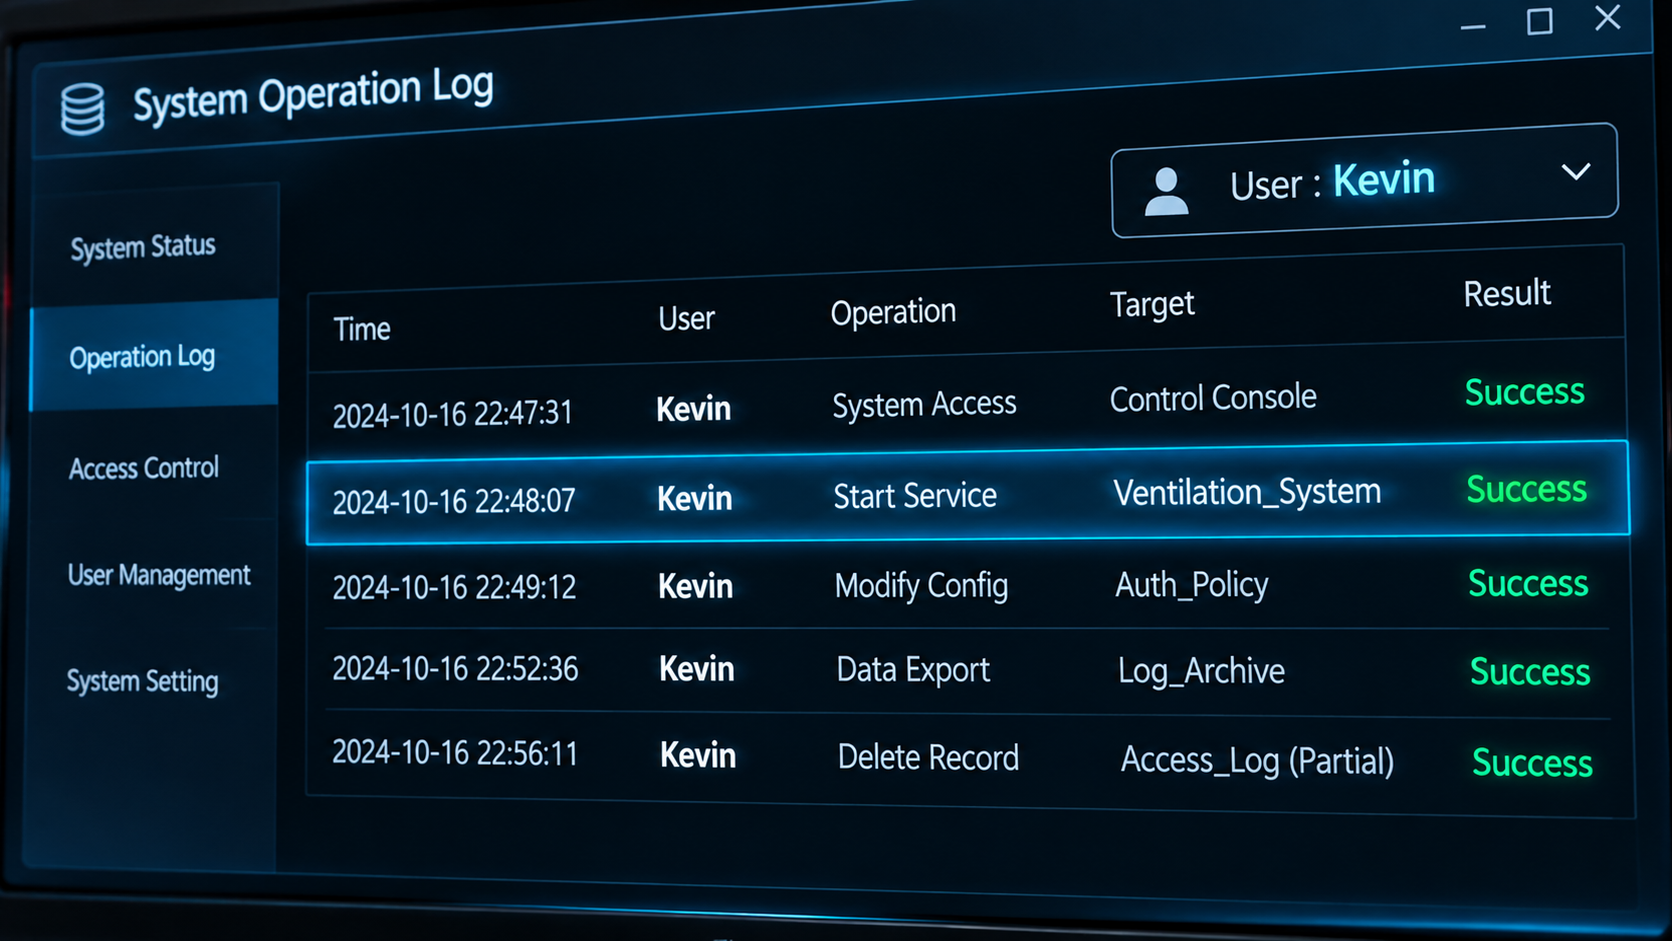 System Operation Log
User : Kevin
System Status
Operation Log
Access Control
User Management
System Setting
Time User Operation Target Result
2024-10-16 22:47:31 Kevin System Access Control Console Success
2024-10-16 22:48:07 Kevin Start Service Ventilation_System Success
2024-10-16 22:49:12 Kevin Modify Config Auth_Policy Success
2024-10-16 22:52:36 Kevin Data Export Log_Archive Success
2024-10-16 22:56:11 Kevin Delete Record Access_Log (Partial) Success